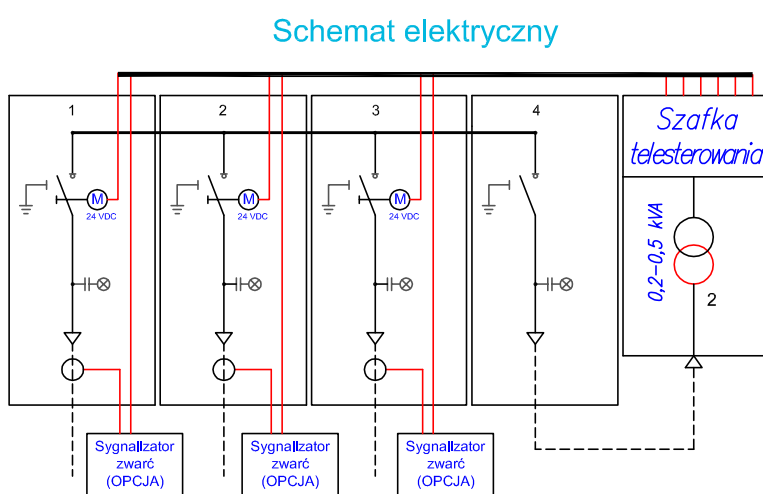 Schemat elektryczny
1
2
3
4
Szafka
telesterowania
M
24 VDC
M
24 VDC
M
24 VDC
0,2-0,5 kVA
2
Sygnalizator
zwarć
(OPCJA)
Sygnalizator
zwarć
(OPCJA)
Sygnalizator
zwarć
(OPCJA)